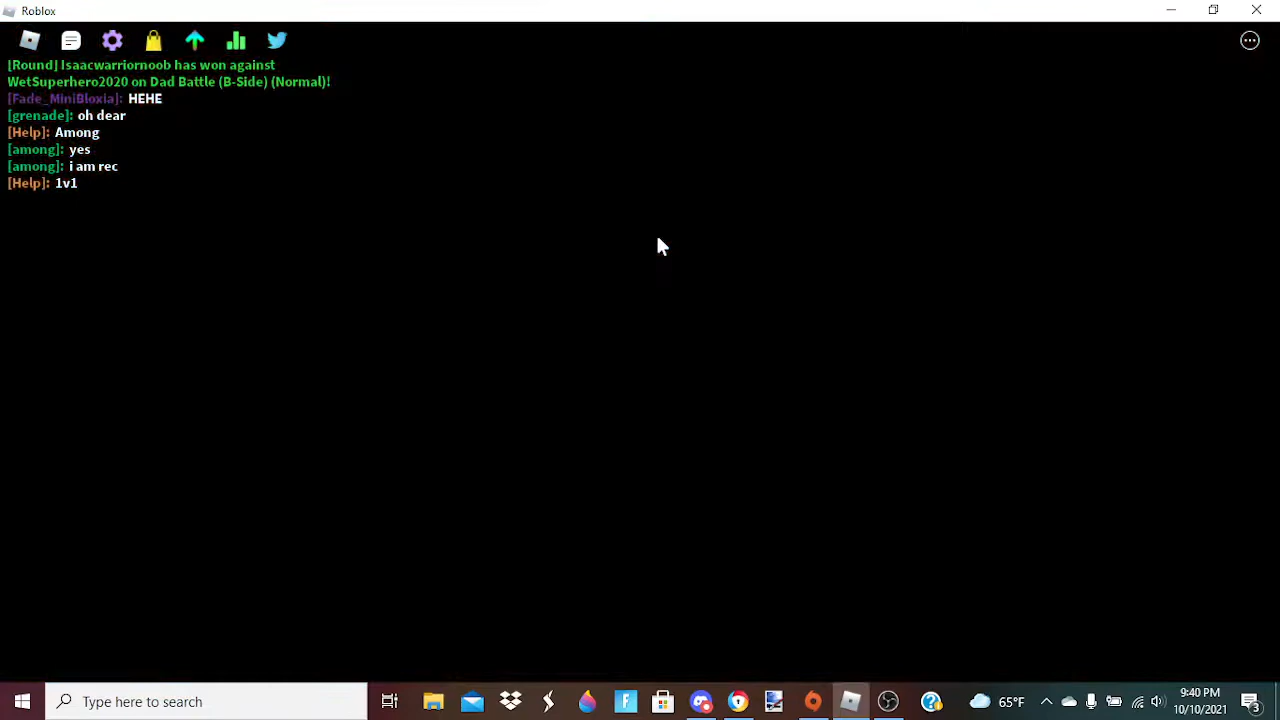 Roblox
[Round] Isaacwarriornoob has won against
WetSuperhero2020 on Dad Battle (B-Side) (Normal)!
[Fade_MiniBloxia]: HEHE
[grenade]: oh dear
[Help]: Among
[among]: yes
[among]: i am rec
[Help]: 1v1
Type here to search
65°F
9:40 PM
10/10/2021
3